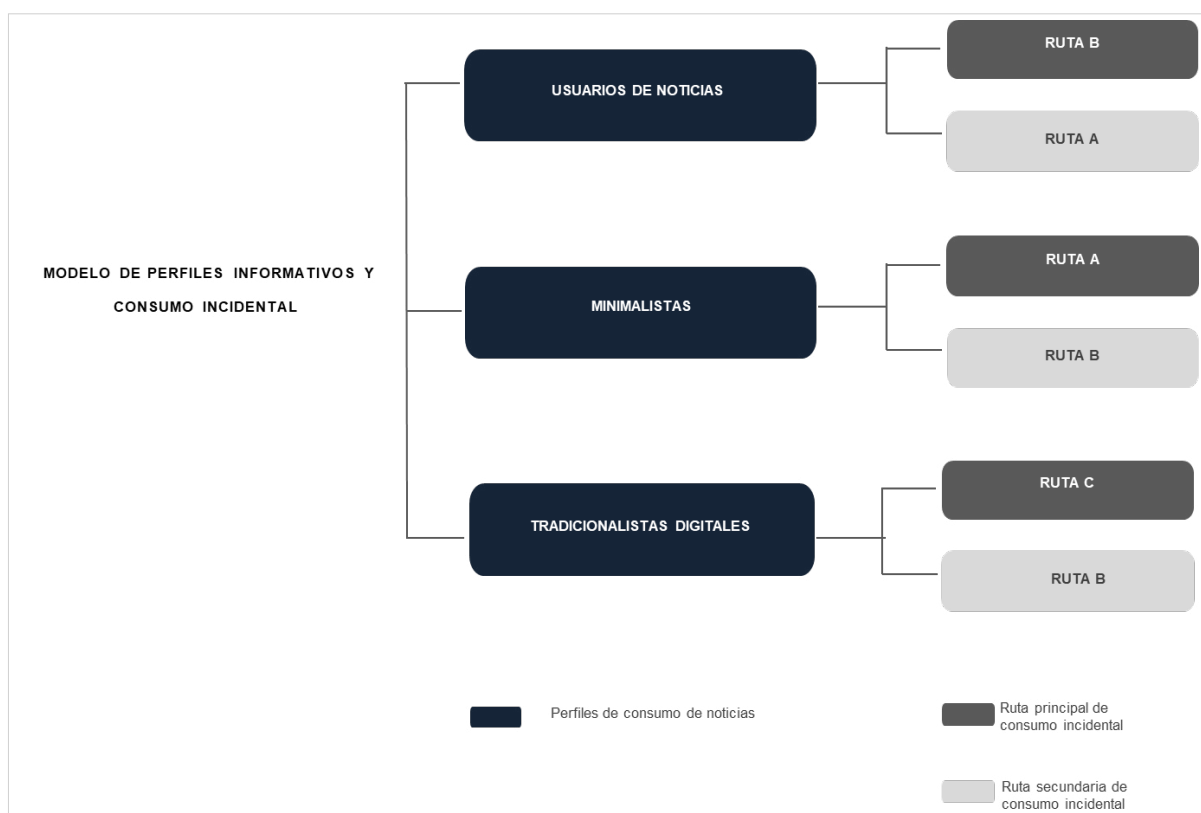 MODELO DE PERFILES INFORMATIVOS Y
CONSUMO INCIDENTAL
USUARIOS DE NOTICIAS
RUTA B
RUTA A
MINIMALISTAS
RUTA A
RUTA B
TRADICIONALISTAS DIGITALES
RUTA C
RUTA B
Perfiles de consumo de noticias
Ruta principal de
consumo incidental
Ruta secundaria de
consumo incidental